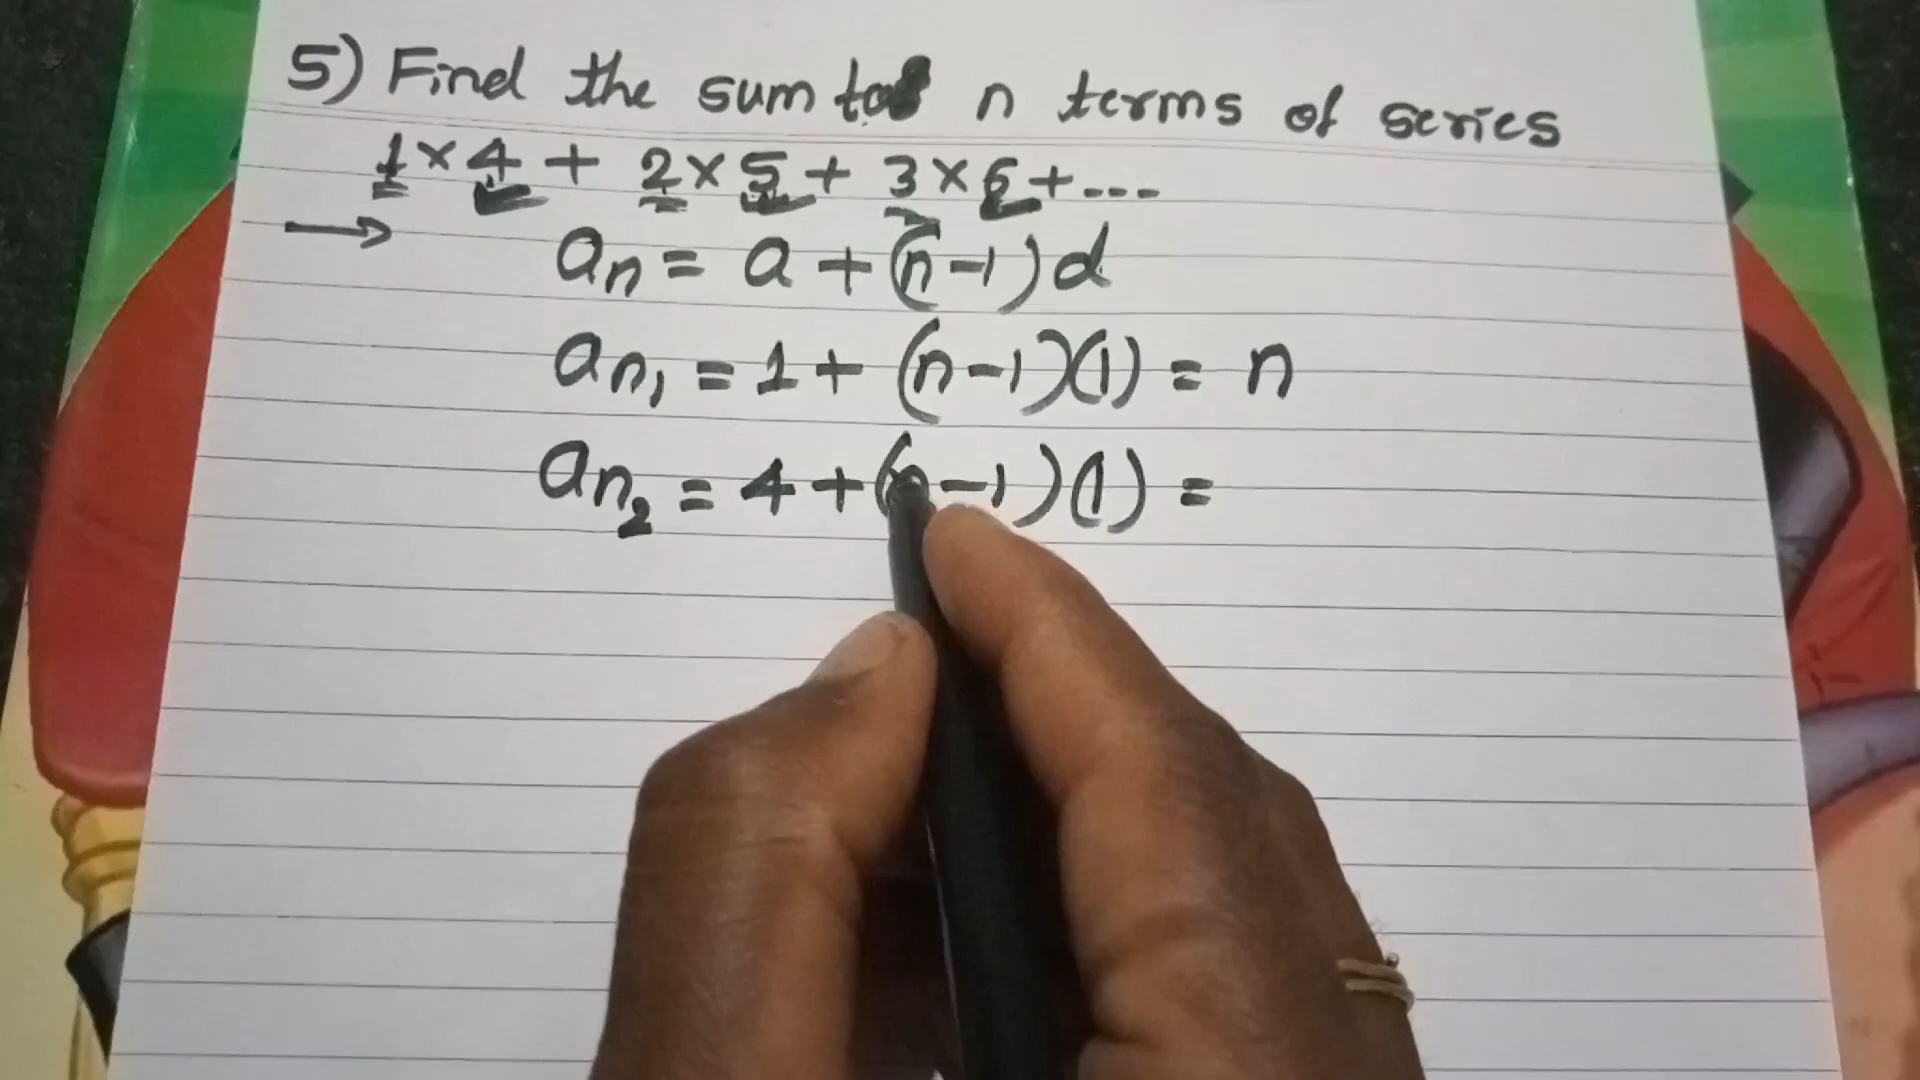 5) Find the sum to n terms of series
1×4 + 2×5 + 3×6 +---
→ an = a + (n-1)d
an1 = 1 + (n-1)(1) = n
an2 = 4 + (n-1)(1) =